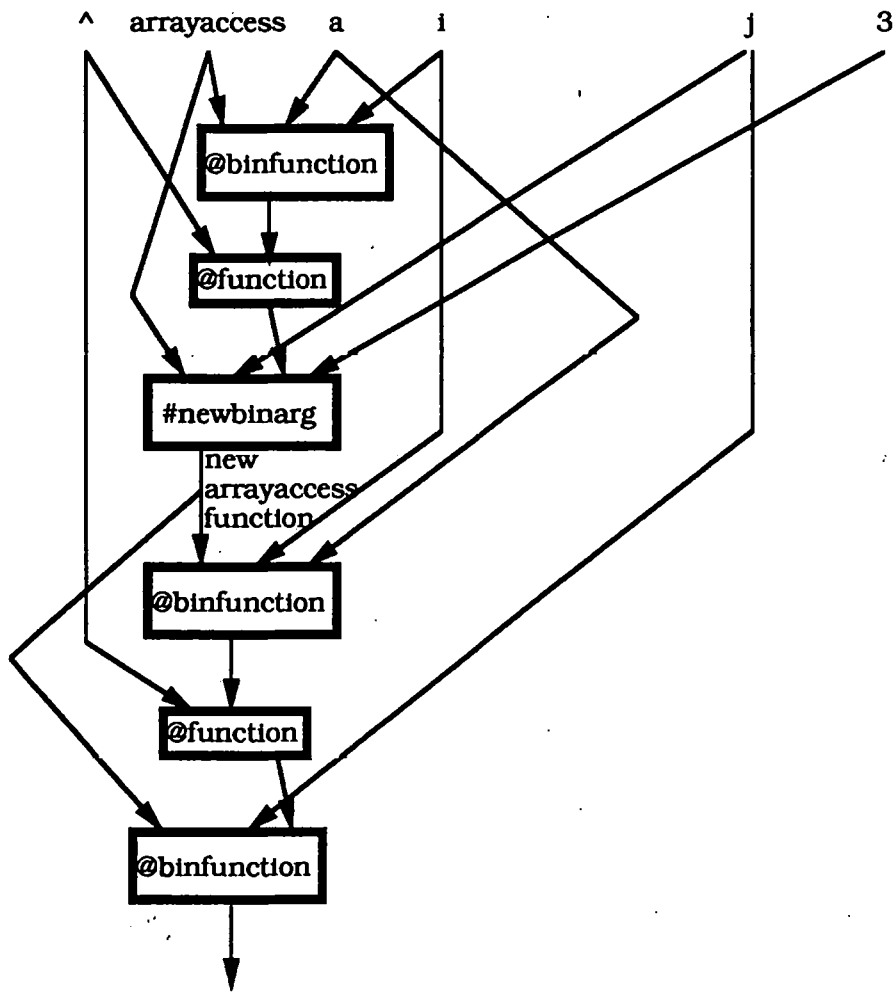 ^ arrayaccess a i j 3
@binfunction
@function
#newbinarg
new
arrayaccess
function
@binfunction
@function
@binfunction